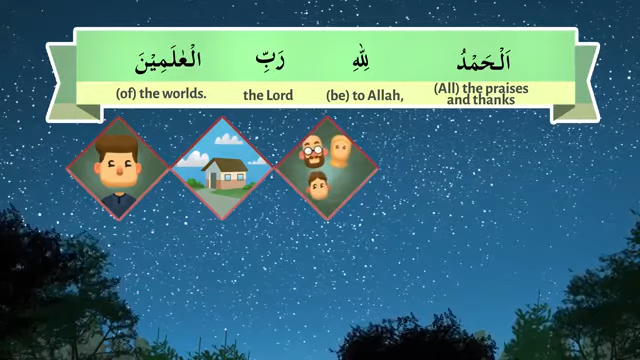 اَلْحَمْدُ لِلّٰهِ رَبِّ الْعٰلَمِيْنَ
(All) the praises and thanks
(be) to Allah,
the Lord
(of) the worlds.